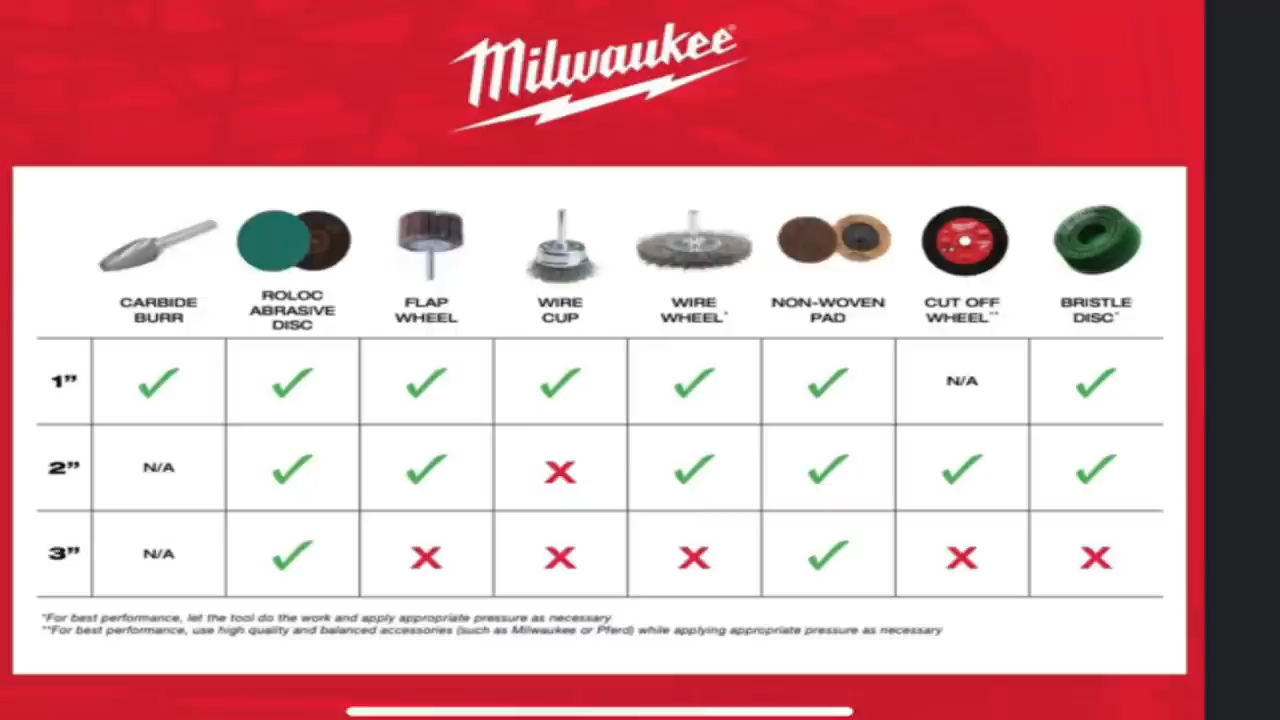 Milwaukee®
CARBIDE
BURR
ROLOC
ABRASIVE
DISC
FLAP
WHEEL
WIRE
CUP
WIRE
WHEEL*
NON-WOVEN
PAD
CUT OFF
WHEEL**
BRISTLE
DISC*
1”
N/A
2”
N/A
3”
N/A
*For best performance, let the tool do the work and apply appropriate pressure as necessary
**For best performance, use high quality and balanced accessories (such as Milwaukee or Pferd) while applying appropriate pressure as necessary